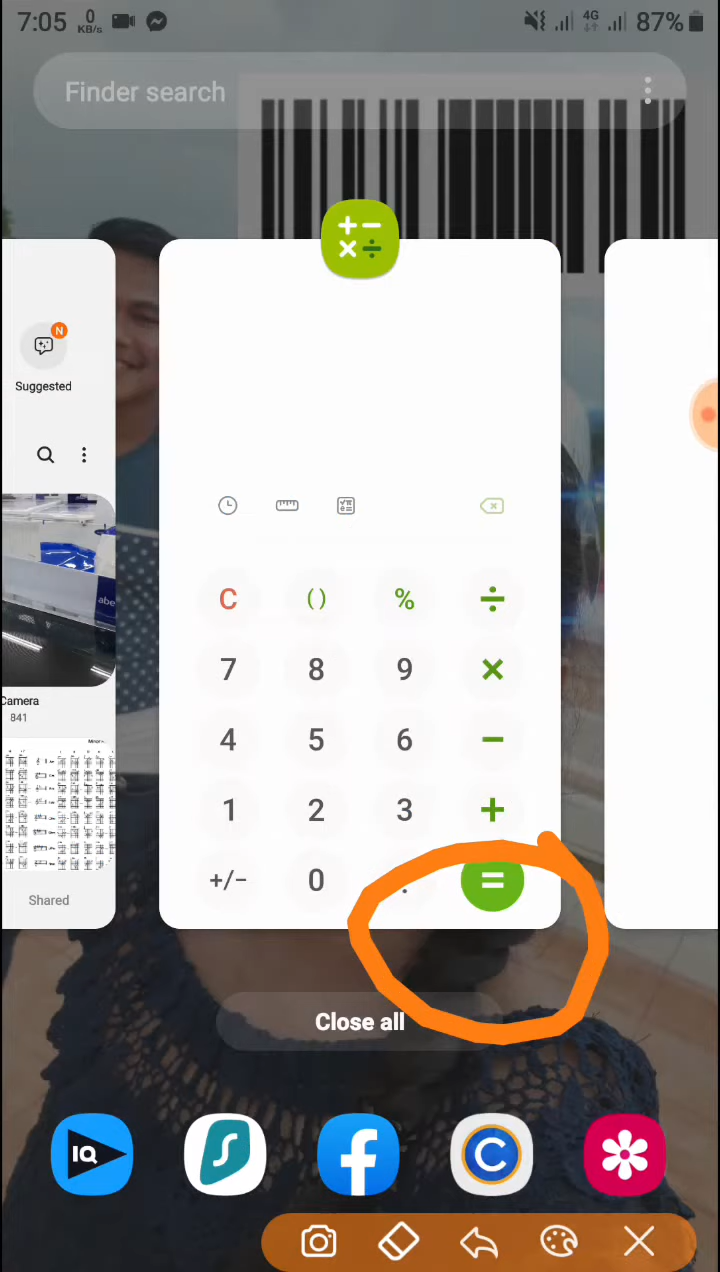 7:05 0 KB/s 4G 87%
Finder search
N
Suggested
abe
Camera
841
C ( ) % ÷
7 8 9 ×
4 5 6 −
1 2 3 +
+/− 0 . =
Shared
Close all
IQ S f C